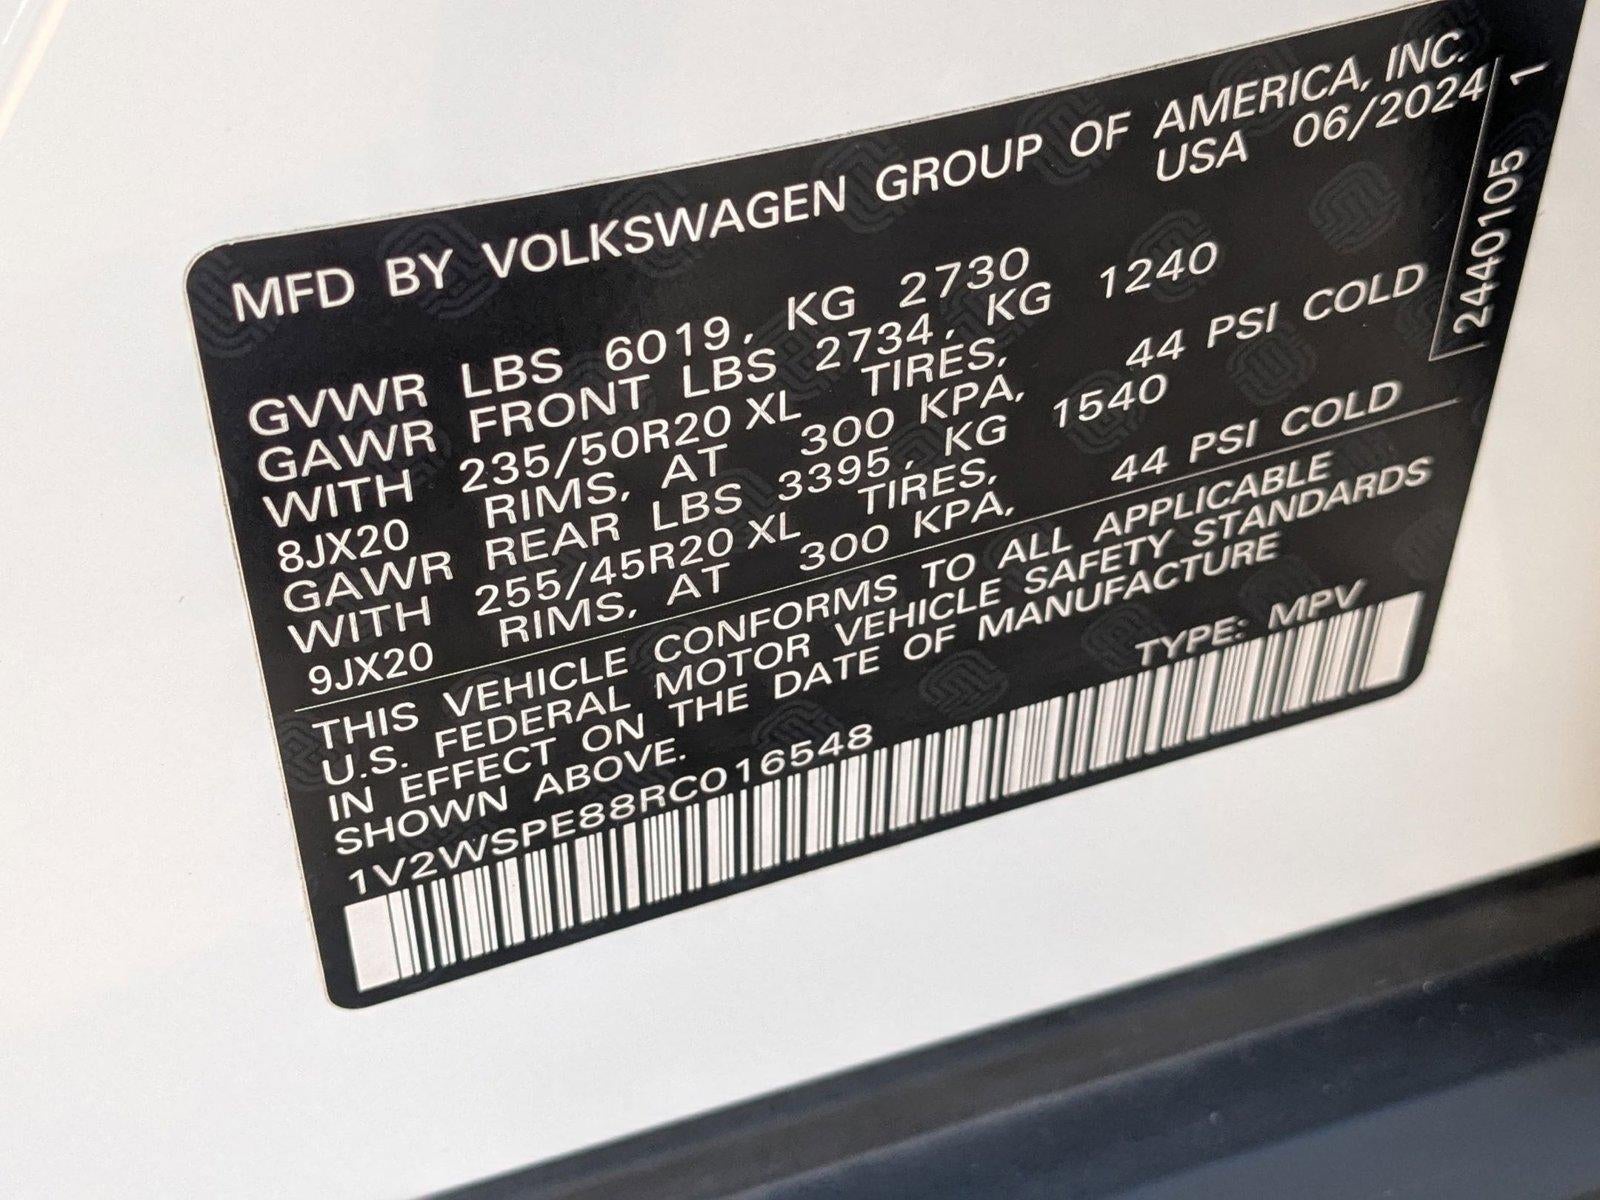 MFD BY VOLKSWAGEN GROUP OF AMERICA, INC.
USA 06/2024
GVWR LBS 6019, KG 2730
GAWR FRONT LBS 2734, KG 1240
WITH 235/50R20 XL TIRES,
8JX20 RIMS, AT 300 KPA, 44 PSI COLD
GAWR REAR LBS 3395, KG 1540
WITH 255/45R20 XL TIRES,
9JX20 RIMS, AT 300 KPA, 44 PSI COLD
THIS VEHICLE CONFORMS TO ALL APPLICABLE
U.S. FEDERAL MOTOR VEHICLE SAFETY STANDARDS
IN EFFECT ON THE DATE OF MANUFACTURE
SHOWN ABOVE.
1V2WSPE88RC016548 TYPE: MPV
2440105 1